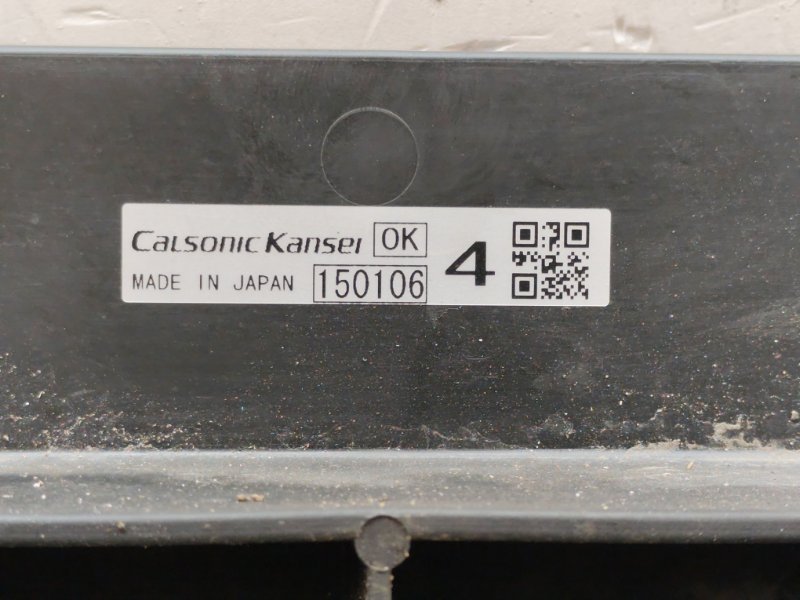 Calsonic Kansei OK
MADE IN JAPAN 150106
4